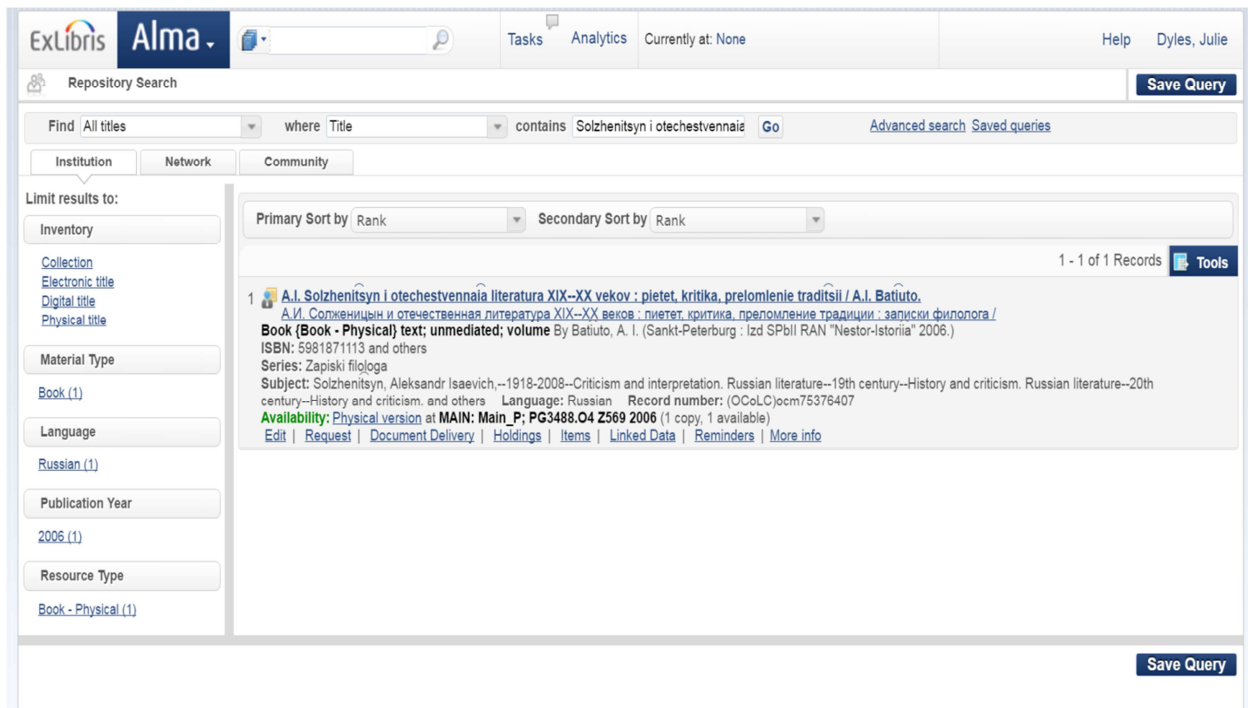 ExLibris Alma Tasks Analytics Currently at: None Help Dyles, Julie
Repository Search Save Query
Find All titles where Title contains Solzhenitsyn i otechestvennaia Go Advanced search Saved queries
Institution Network Community
Limit results to:
Inventory
Collection
Electronic title
Digital title
Physical title
Material Type
Book (1)
Language
Russian (1)
Publication Year
2006 (1)
Resource Type
Book - Physical (1)
Primary Sort by Rank Secondary Sort by Rank
1 - 1 of 1 Records Tools
1 A.I. Solzhenit͡syn i otechestvennai͡a literatura XIX--XX vekov : pietet, kritika, prelomlenie tradit͡sii / A.I. Bati͡uto.
А.И. Солженицын и отечественная литература XIX--XX веков : пиетет, критика, преломление традиции : записки филолога /
Book {Book - Physical} text; unmediated; volume By Batiuto, A. I. (Sankt-Peterburg : Izd SPbII RAN "Nestor-Istoriia" 2006.)
ISBN: 5981871113 and others
Series: Zapiski filologa
Subject: Solzhenit͡syn, Aleksandr Isaevich,--1918-2008--Criticism and interpretation. Russian literature--19th century--History and criticism. Russian literature--20th
century--History and criticism. and others Language: Russian Record number: (OCoLC)ocm75376407
Availability: Physical version at MAIN: Main_P; PG3488.O4 Z569 2006 (1 copy, 1 available)
Edit | Request | Document Delivery | Holdings | Items | Linked Data | Reminders | More info
Save Query